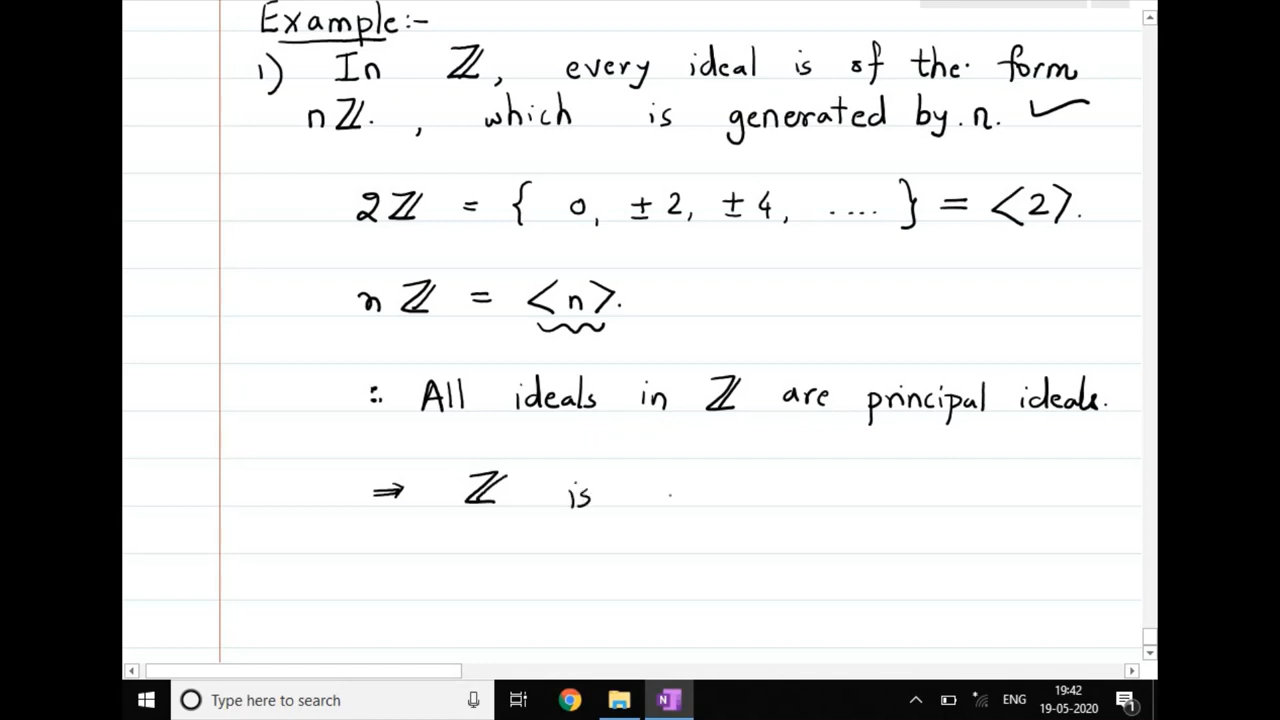 Example:-
1) In ℤ, every ideal is of the form
nℤ. , which is generated by n.
2ℤ = { 0, ±2, ±4, .... } = <2>.
nℤ = <n>.
∴ All ideals in ℤ are principal ideals.
⇒ ℤ is
Type here to search
ENG
19:42
19-05-2020
1